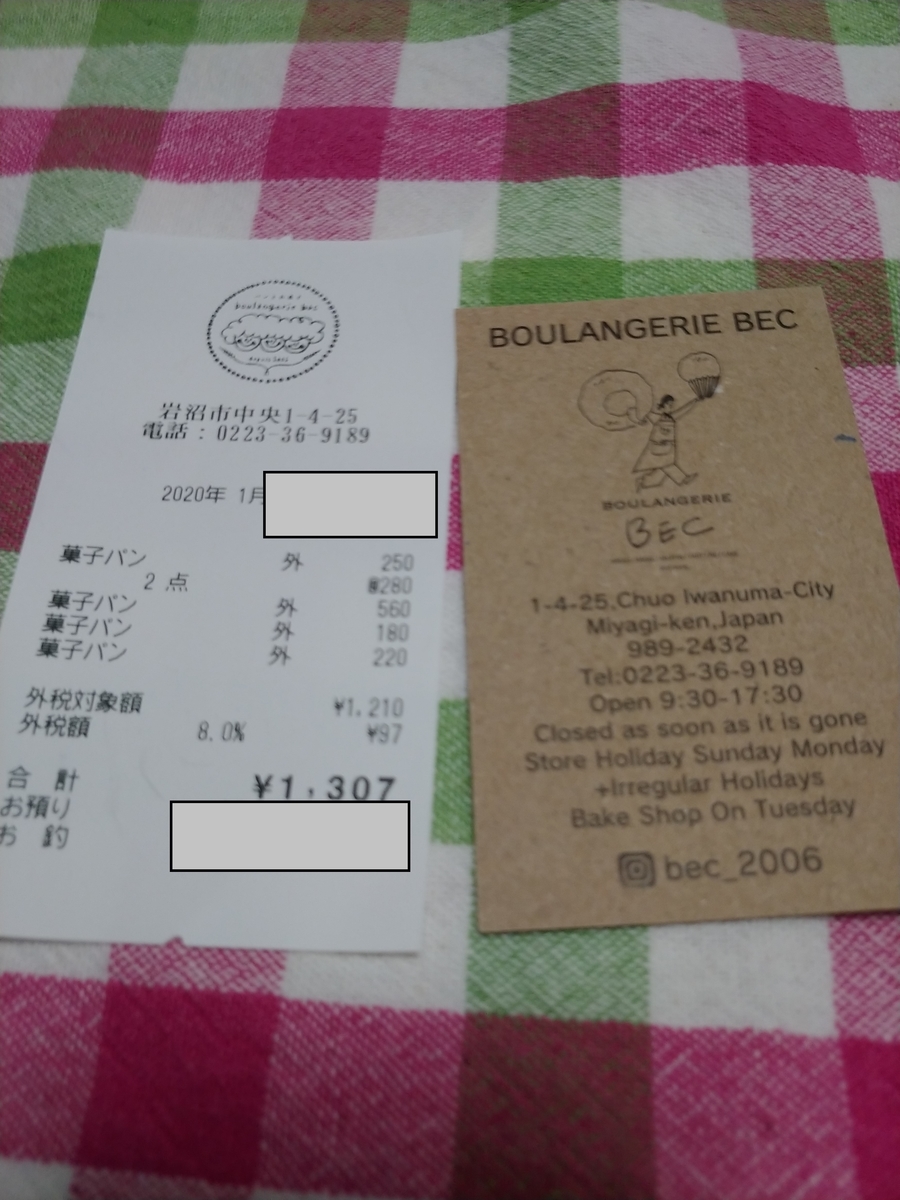 boulangerie bec
岩沼市中央1-4-25
電話：0223-36-9189
2020年 1月
菓子パン 外 250
2 点 @280
菓子パン 外 560
菓子パン 外 180
菓子パン 外 220
外税対象額 ¥1,210
外税額 8.0% ¥97
合 計 ¥1,307
お預り
お 釣
BOULANGERIE BEC
BOULANGERIE
BEC
1-4-25,Chuo Iwanuma-City
Miyagi-ken,Japan
989-2432
Tel:0223-36-9189
Open 9:30-17:30
Closed as soon as it is gone
Store Holiday Sunday Monday
+Irregular Holidays
Bake Shop On Tuesday
bec_2006